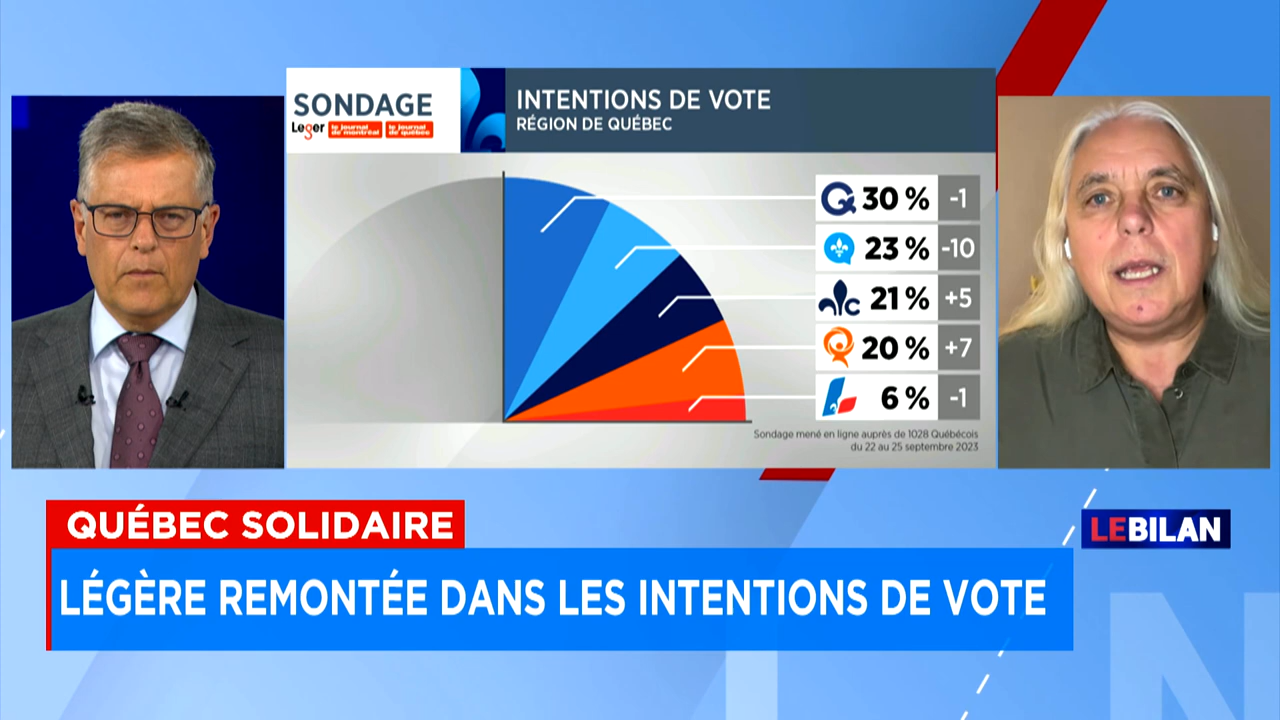 SONDAGE
Leger le journal de montréal le journal de québec
INTENTIONS DE VOTE
RÉGION DE QUÉBEC
30 % -1
23 % -10
21 % +5
20 % +7
6 % -1
Sondage mené en ligne auprès de 1028 Québécois
du 22 au 25 septembre 2023
QUÉBEC SOLIDAIRE
LÉGÈRE REMONTÉE DANS LES INTENTIONS DE VOTE
LEBILAN
N